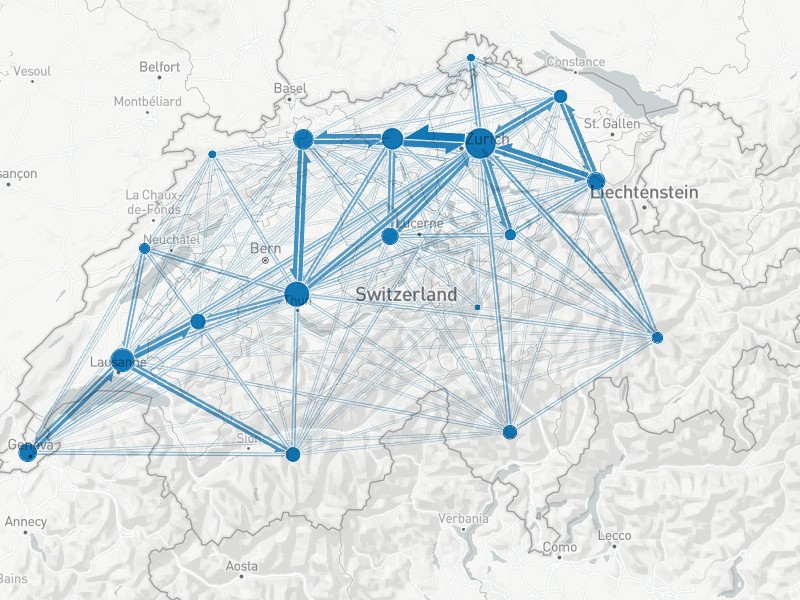 Constance
Belfort
Vesoul
Basel
Montbéliard
St. Gallen
Zurich
sançon
Liechtenstein
La Chaux-
de-Fonds
Lucerne
Neuchâtel
Bern
Switzerland
Thun
Lausanne
Geneva
Sion
Annecy
Verbania
Lecco
Como
Aosta
Bains